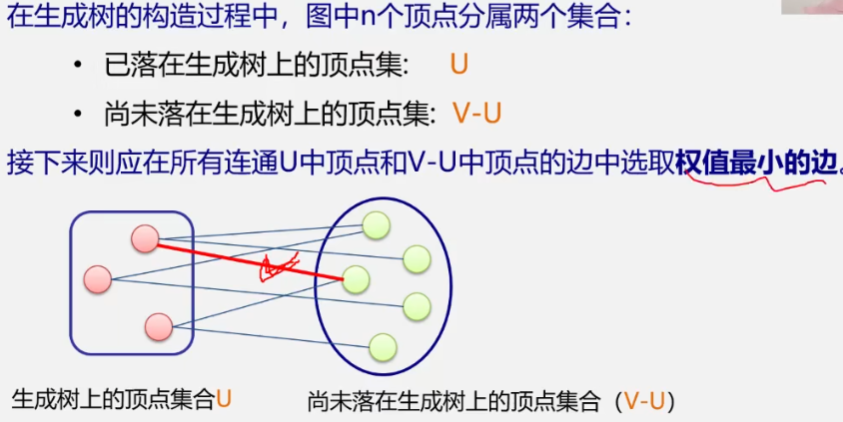 在生成树的构造过程中，图中n个顶点分属两个集合：
• 已落在生成树上的顶点集： U
• 尚未落在生成树上的顶点集: V-U
接下来则应在所有连通U中顶点和V-U中顶点的边中选取权值最小的边。
生成树上的顶点集合U
尚未落在生成树上的顶点集合（V-U）